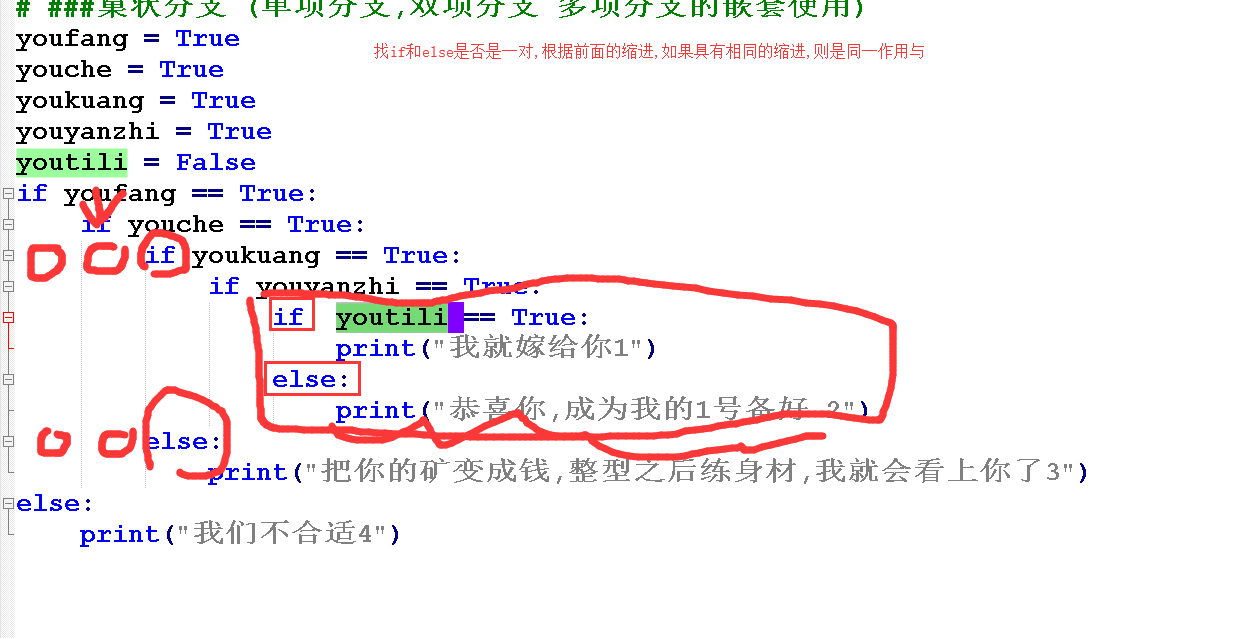 # ###巢状分支 (单项分支,双项分支 多项分支的嵌套使用)
youfang = True
找if和else是否是一对,根据前面的缩进,如果具有相同的缩进,则是同一作用与
youche = True
youkuang = True
youyanzhi = True
youtili = False
if youfang == True:
if youche == True:
if youkuang == True:
if youyanzhi == True:
if youtili == True:
print("我就嫁给你1")
else:
print("恭喜你,成为我的1号备好 2")
else:
print("把你的矿变成钱,整型之后练身材,我就会看上你了3")
else:
print("我们不合适4")